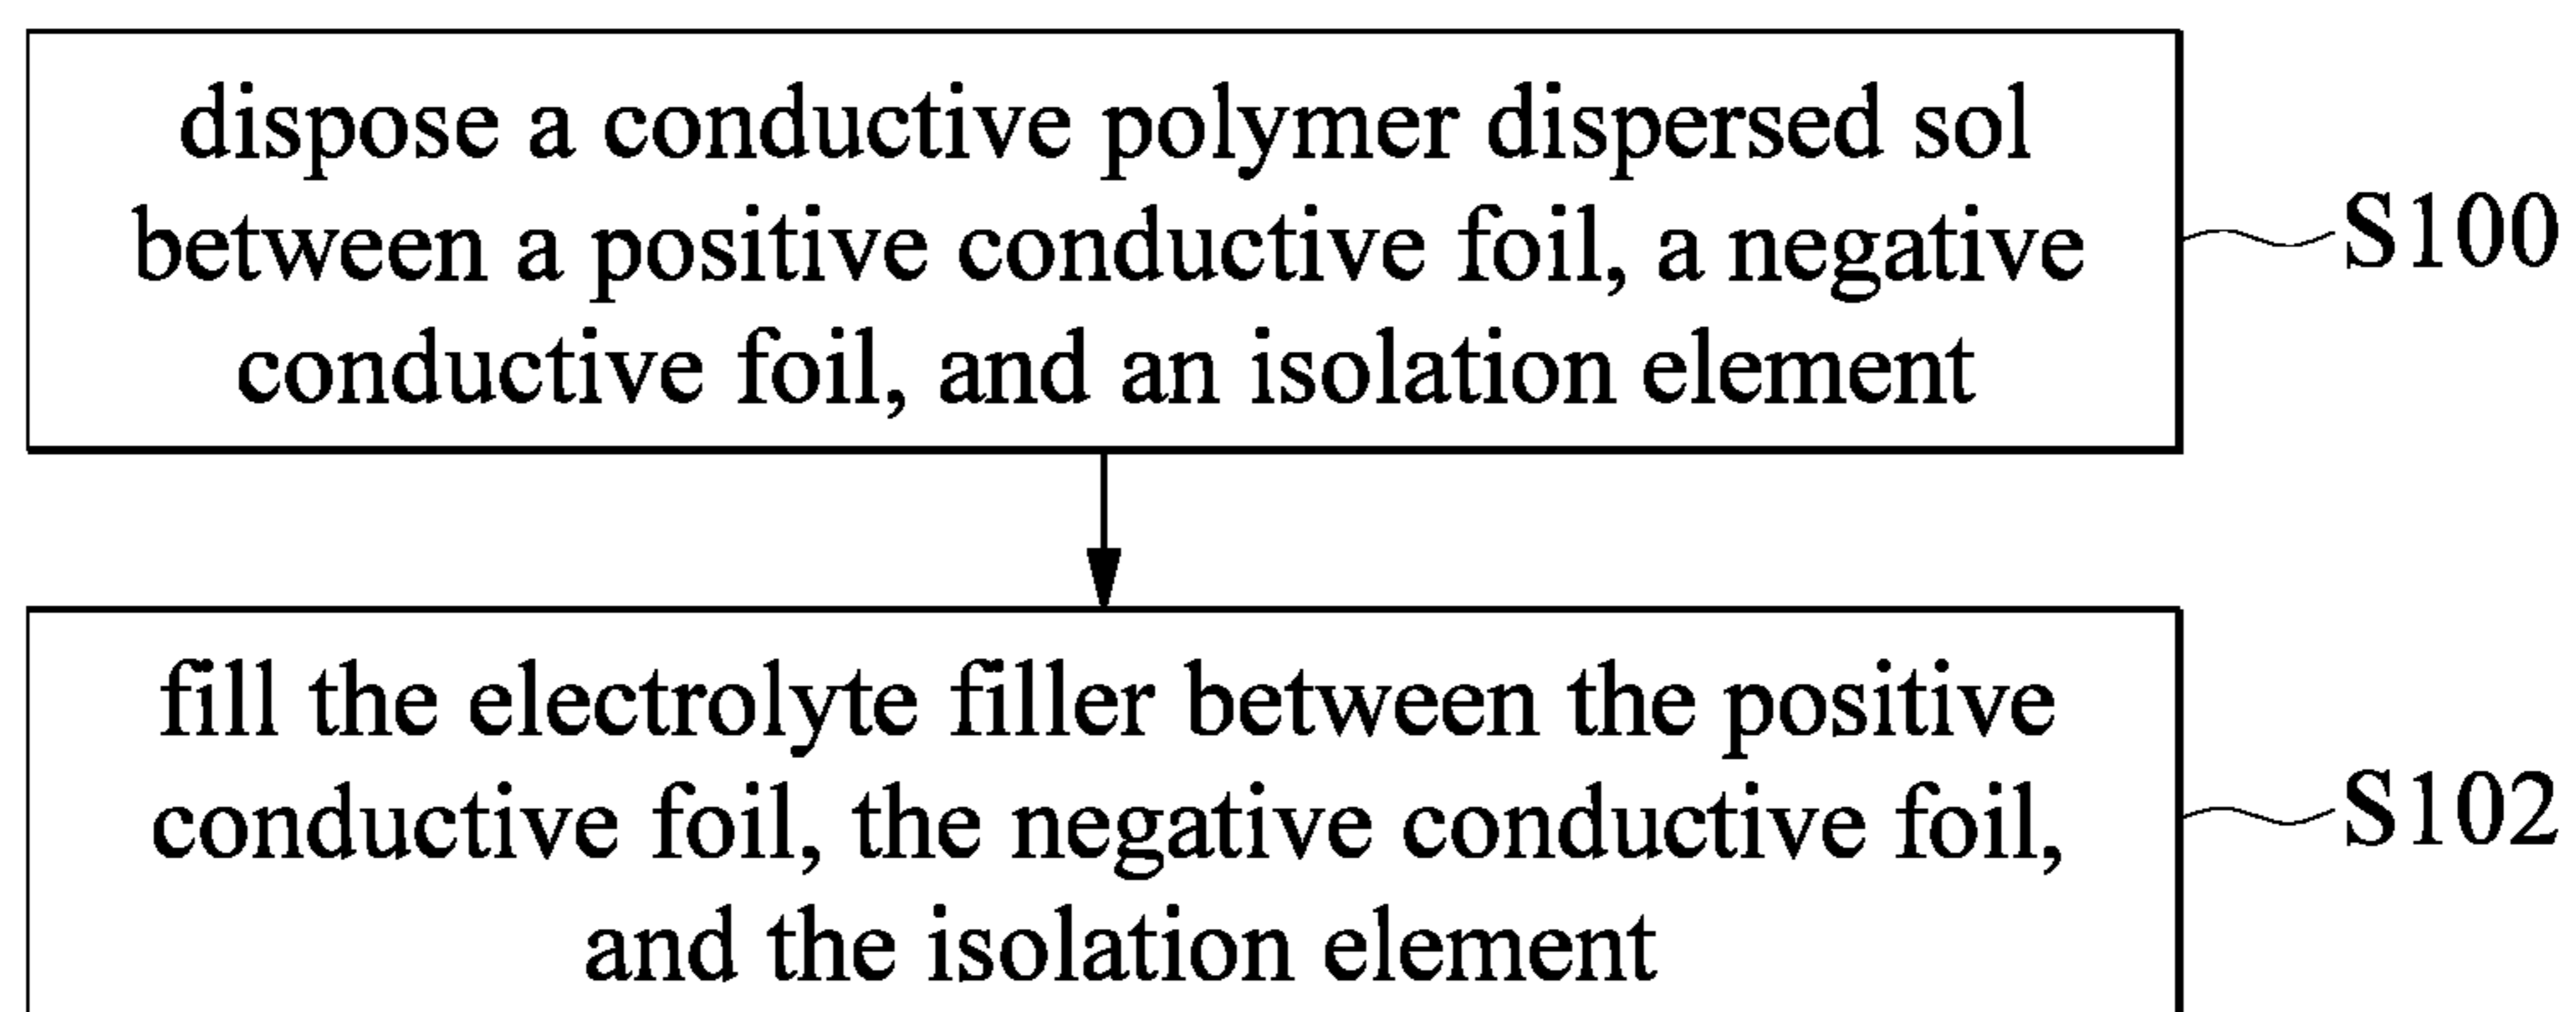 dispose a conductive polymer dispersed sol
between a positive conductive foil, a negative
conductive foil, and an isolation element
S100
fill the electrolyte filler between the positive
conductive foil, the negative conductive foil,
and the isolation element
S102